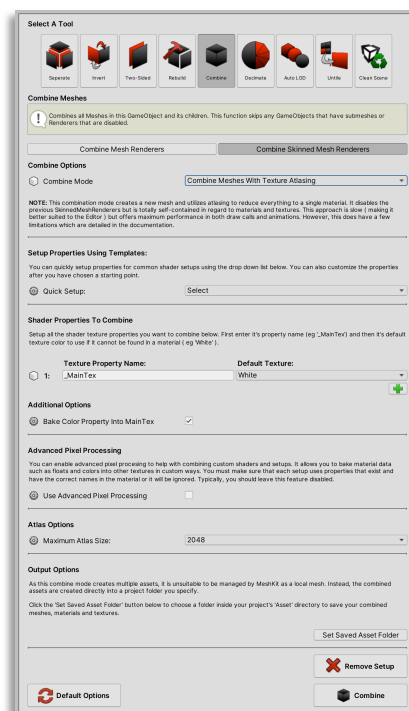 Select A Tool
Seperate
Invert
Two-Sided
Rebuild
Combine
Decimate
Auto LOD
Untile
Clean Scene
Combine Meshes
Combines all Meshes in this GameObject and its children. This function skips any GameObjects that have submeshes or
Renderers that are disabled.
Combine Mesh Renderers
Combine Skinned Mesh Renderers
Combine Options
Combine Mode
Combine Meshes With Texture Atlasing
NOTE: This combination mode creates a new mesh and utilizes atlasing to reduce everything to a single material. It disables the
previous SkinnedMeshRenderers but is totally self-contained in regard to materials and textures. This approach is slow ( making it
better suited to the Editor ) but offers maximum performance in both draw calls and animations. However, this does have a few
limitations which are detailed in the documentation.
Setup Properties Using Templates:
You can quickly setup properties for common shader setups using the drop down list below. You can also customize the properties
after you have chosen a starting point.
Quick Setup:
Select
Shader Properties To Combine
Setup all the shader texture properties you want to combine below. First enter it's property name (eg '_MainTex') and then it's default
texture color to use if it cannot be found in a material ( eg 'White' ).
Texture Property Name:
Default Texture:
1:
_MainTex
White
Additional Options
Bake Color Property Into MainTex
Advanced Pixel Processing
You can enable advanced pixel procesing to help with combining custom shaders and setups. It allows you to bake material data
such as floats and colors into other textures in custom ways. You must make sure that each setup uses properties that exist and
have the correct names in the material or it will be ignored. Typically, you should leave this feature disabled.
Use Advanced Pixel Processing
Atlas Options
Maximum Atlas Size:
2048
Output Options
As this combine mode creates multiple assets, it is unsuitable to be managed by MeshKit as a local mesh. Instead, the combined
assets are created directly into a project folder you specify.
Click the 'Set Saved Asset Folder' button below to choose a folder inside your project's 'Asset' directory to save your combined
meshes, materials and textures.
Set Saved Asset Folder
Remove Setup
Default Options
Combine